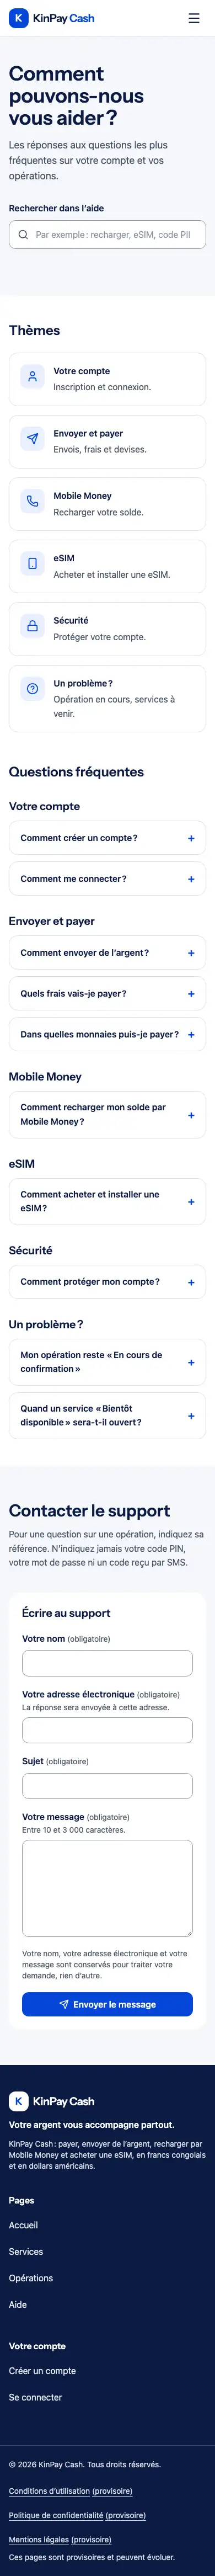 K KinPay Cash
Comment
pouvons-nous
vous aider ?
Les réponses aux questions les plus
fréquentes sur votre compte et vos
opérations.
Rechercher dans l’aide
Par exemple : recharger, eSIM, code PII
Thèmes
Votre compte
Inscription et connexion.
Envoyer et payer
Envois, frais et devises.
Mobile Money
Recharger votre solde.
eSIM
Acheter et installer une eSIM.
Sécurité
Protéger votre compte.
Un problème ?
Opération en cours, services à
venir.
Questions fréquentes
Votre compte
Comment créer un compte ? +
Comment me connecter ? +
Envoyer et payer
Comment envoyer de l’argent ? +
Quels frais vais-je payer ? +
Dans quelles monnaies puis-je payer ? +
Mobile Money
Comment recharger mon solde par
Mobile Money ? +
eSIM
Comment acheter et installer une
eSIM ? +
Sécurité
Comment protéger mon compte ? +
Un problème ?
Mon opération reste « En cours de
confirmation » +
Quand un service « Bientôt
disponible » sera-t-il ouvert ? +
Contacter le support
Pour une question sur une opération, indiquez sa
référence. N’indiquez jamais votre code PIN,
votre mot de passe ni un code reçu par SMS.
Écrire au support
Votre nom (obligatoire)
Votre adresse électronique (obligatoire)
La réponse sera envoyée à cette adresse.
Sujet (obligatoire)
Votre message (obligatoire)
Entre 10 et 3 000 caractères.
Votre nom, votre adresse électronique et votre
message sont conservés pour traiter votre
demande, rien d’autre.
Envoyer le message
K KinPay Cash
Votre argent vous accompagne partout.
KinPay Cash : payer, envoyer de l’argent, recharger par
Mobile Money et acheter une eSIM, en francs congolais
et en dollars américains.
Pages
Accueil
Services
Opérations
Aide
Votre compte
Créer un compte
Se connecter
© 2026 KinPay Cash. Tous droits réservés.
Conditions d’utilisation (provisoire)
Politique de confidentialité (provisoire)
Mentions légales (provisoire)
Ces pages sont provisoires et peuvent évoluer.